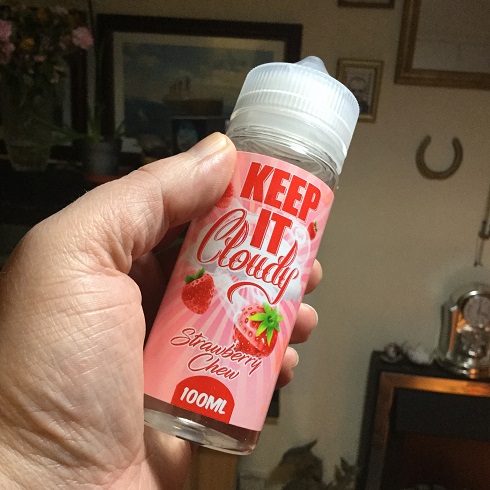 KEEP
IT
Cloudy
Strawberry
Chew
100ML